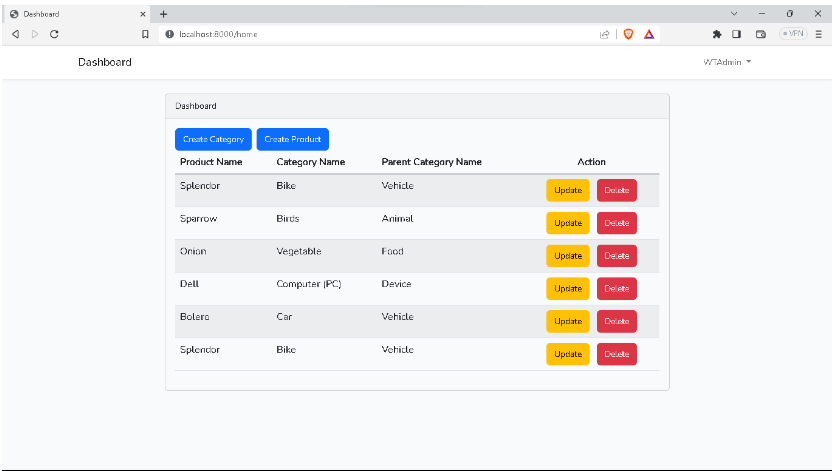 Dashboard
localhost:8000/home
VPN
Dashboard
WTAdmin
Dashboard
Create Category Create Product
Product Name Category Name Parent Category Name Action
Splendor Bike Vehicle Update Delete
Sparrow Birds Animal Update Delete
Onion Vegetable Food Update Delete
Dell Computer (PC) Device Update Delete
Bolero Car Vehicle Update Delete
Splendor Bike Vehicle Update Delete